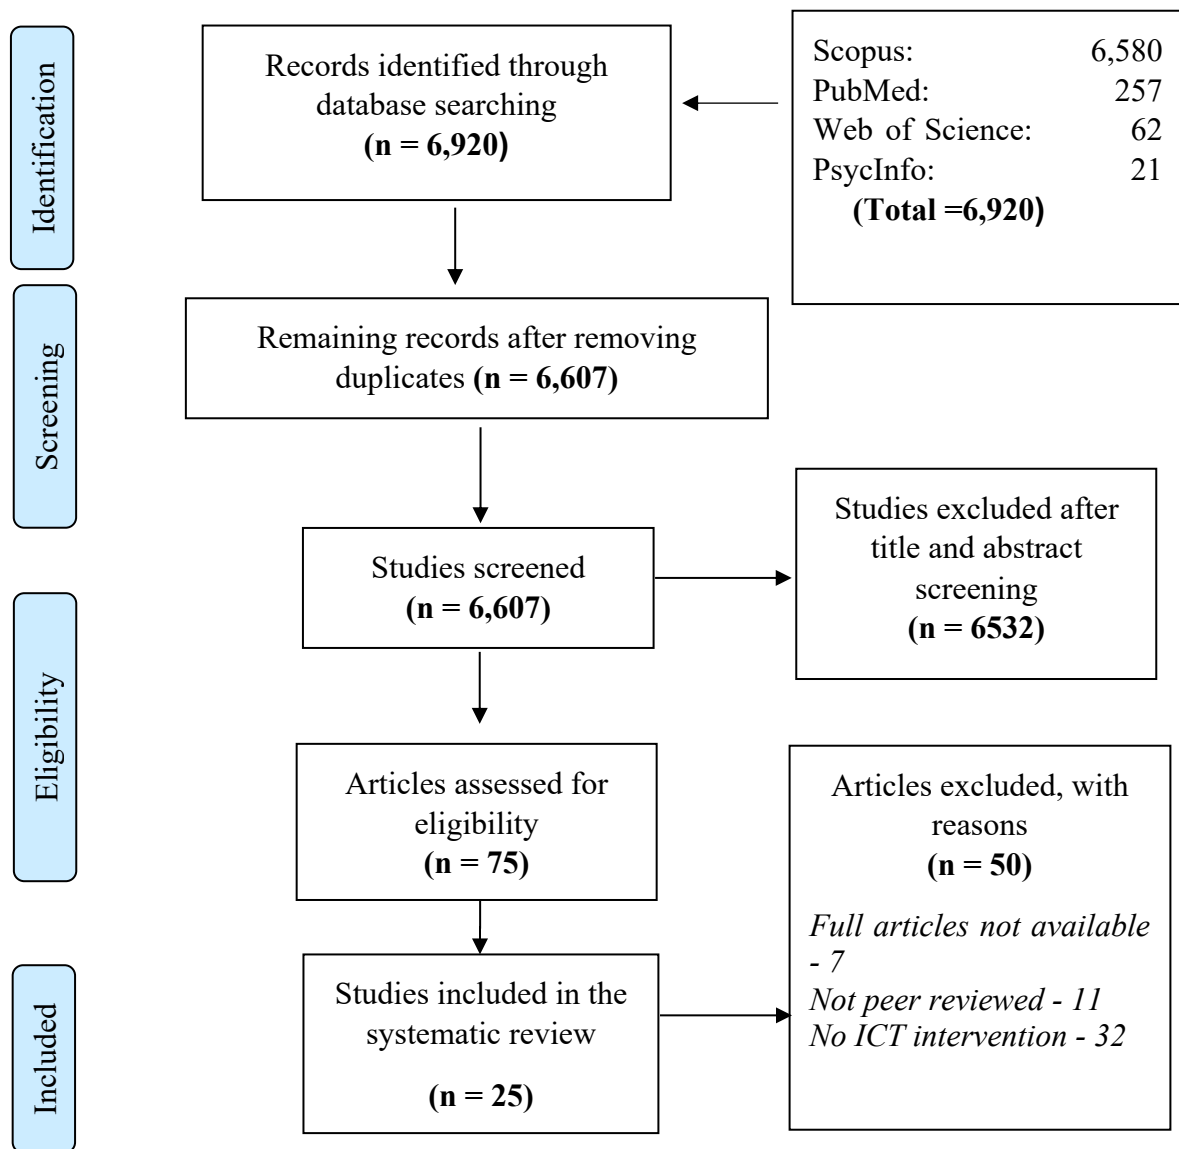 Identification
Records identified through
database searching
(n = 6,920)
Scopus: 6,580
PubMed: 257
Web of Science: 62
PsycInfo: 21
(Total =6,920)
Screening
Remaining records after removing
duplicates (n = 6,607)
Studies screened
(n = 6,607)
Studies excluded after
title and abstract
screening
(n = 6532)
Eligibility
Articles assessed for
eligibility
(n = 75)
Articles excluded, with
reasons
(n = 50)
Full articles not available
- 7
Not peer reviewed - 11
No ICT intervention - 32
Included
Studies included in the
systematic review
(n = 25)